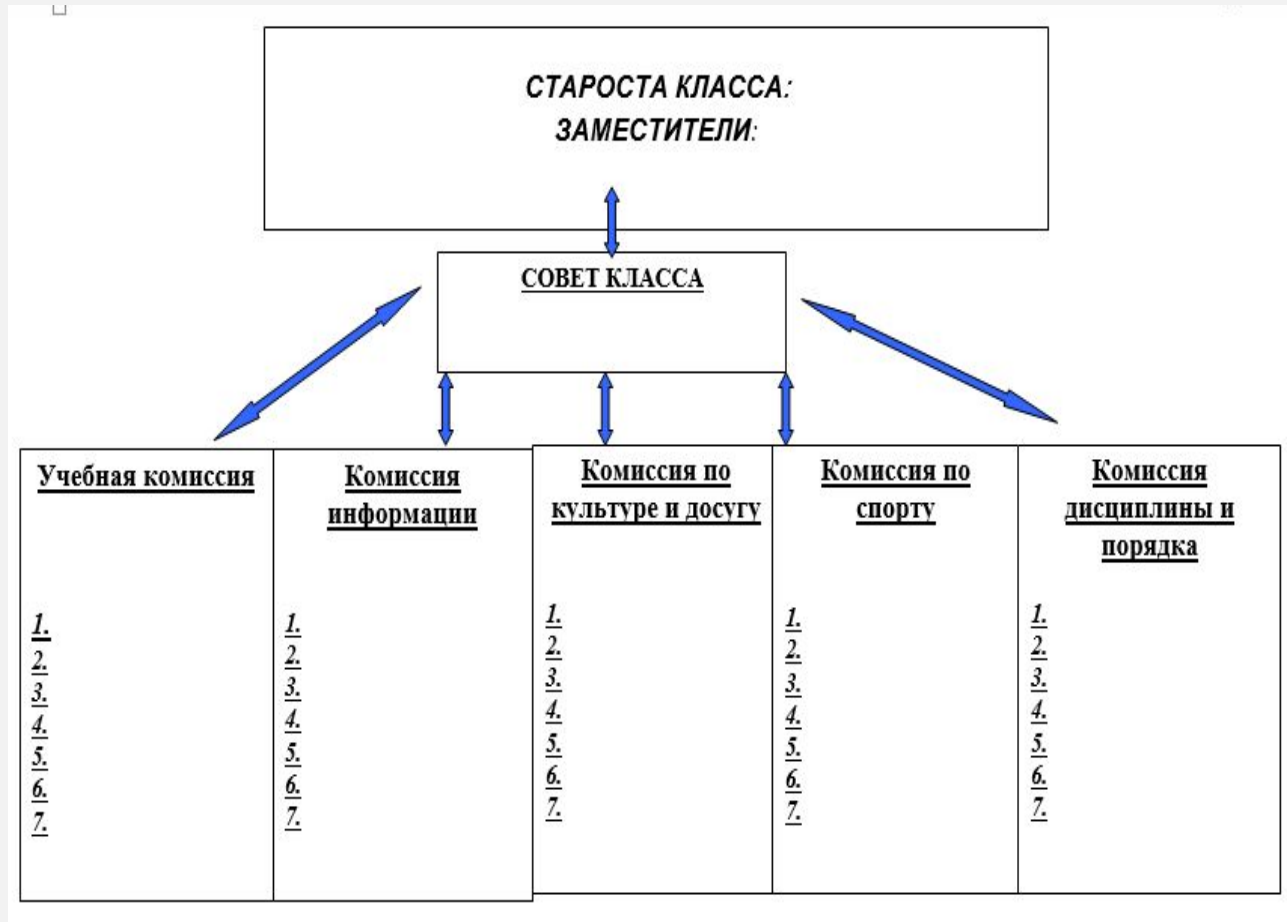 СТАРОСТА КЛАССА:
ЗАМЕСТИТЕЛИ:
СОВЕТ КЛАССА
Учебная комиссия
1.
2.
3.
4.
5.
6.
7.
Комиссия
информации
1.
2.
3.
4.
5.
6.
7.
Комиссия по
культуре и досугу
1.
2.
3.
4.
5.
6.
7.
Комиссия по
спорту
1.
2.
3.
4.
5.
6.
7.
Комиссия
дисциплины и
порядка
1.
2.
3.
4.
5.
6.
7.